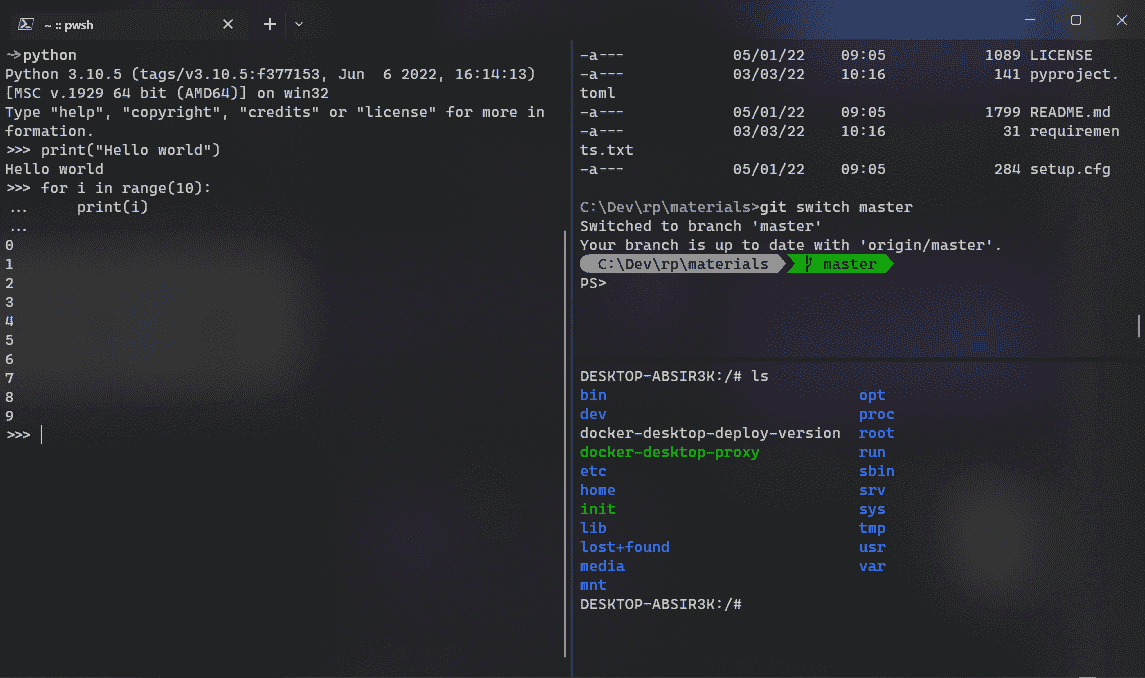 ~ :: pwsh
~>python
Python 3.10.5 (tags/v3.10.5:f377153, Jun  6 2022, 16:14:13)
[MSC v.1929 64 bit (AMD64)] on win32
Type "help", "copyright", "credits" or "license" for more in
formation.
>>> print("Hello world")
Hello world
>>> for i in range(10):
...     print(i)
...
0
1
2
3
4
5
6
7
8
9
>>>
-a---            05/01/22    09:05           1089 LICENSE
-a---            03/03/22    10:16            141 pyproject.
toml
-a---            05/01/22    09:05           1799 README.md
-a---            03/03/22    10:16             31 requiremen
ts.txt
-a---            05/01/22    09:05            284 setup.cfg
C:\Dev\rp\materials>git switch master
Switched to branch 'master'
Your branch is up to date with 'origin/master'.
C:\Dev\rp\materials master
PS>
DESKTOP-ABSIR3K:/# ls
bin                            opt
dev                            proc
docker-desktop-deploy-version  root
docker-desktop-proxy           run
etc                            sbin
home                           srv
init                           sys
lib                            tmp
lost+found                     usr
media                          var
mnt
DESKTOP-ABSIR3K:/#